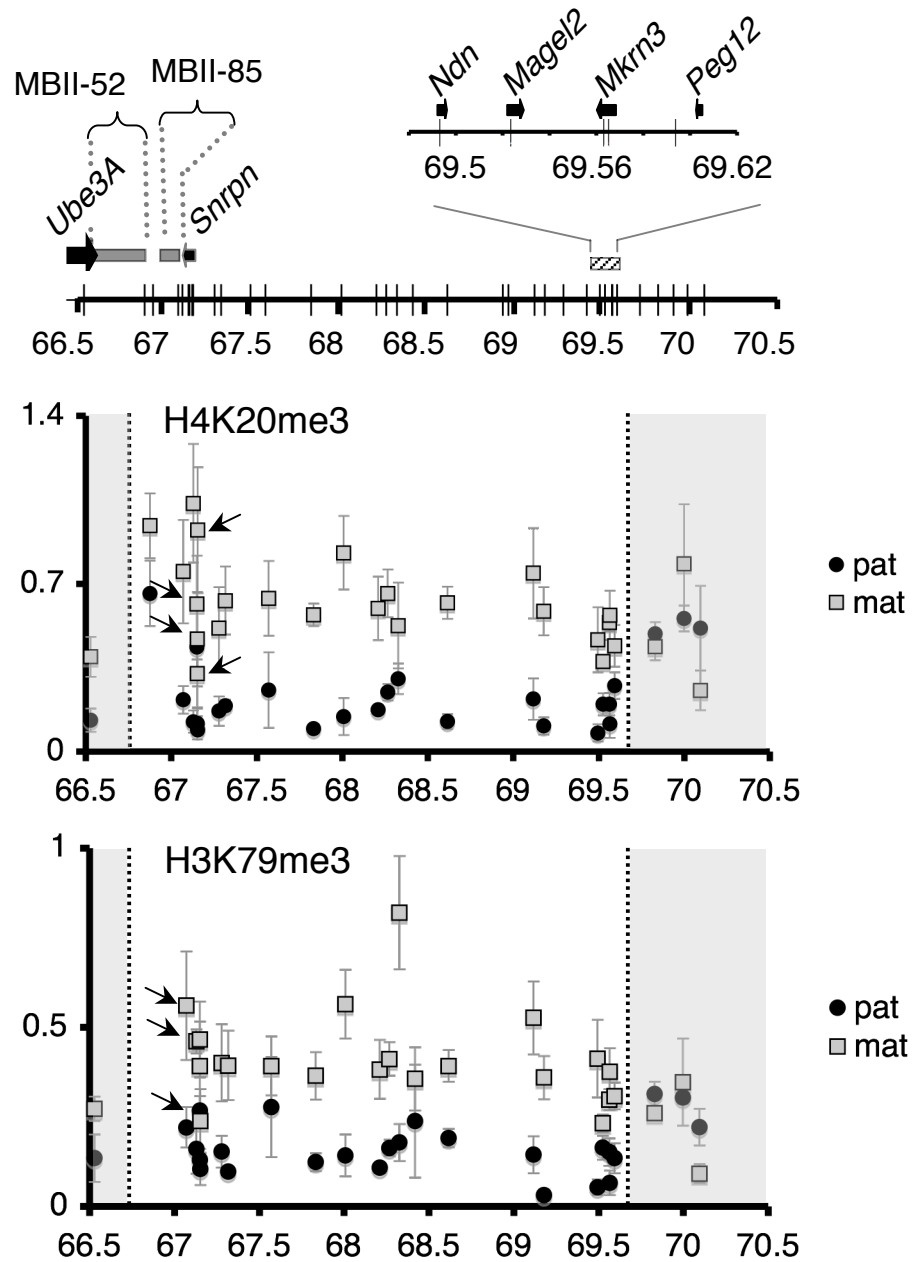 MBII-52 MBII-85
Ube3A Snrpn
Ndn Magel2 Mkrn3 Peg12
69.5 69.56 69.62
66.5 67 67.5 68 68.5 69 69.5 70 70.5
H4K20me3
1.4
0.7
0
66.5 67 67.5 68 68.5 69 69.5 70 70.5
pat
mat
H3K79me3
1
0.5
0
66.5 67 67.5 68 68.5 69 69.5 70 70.5
pat
mat